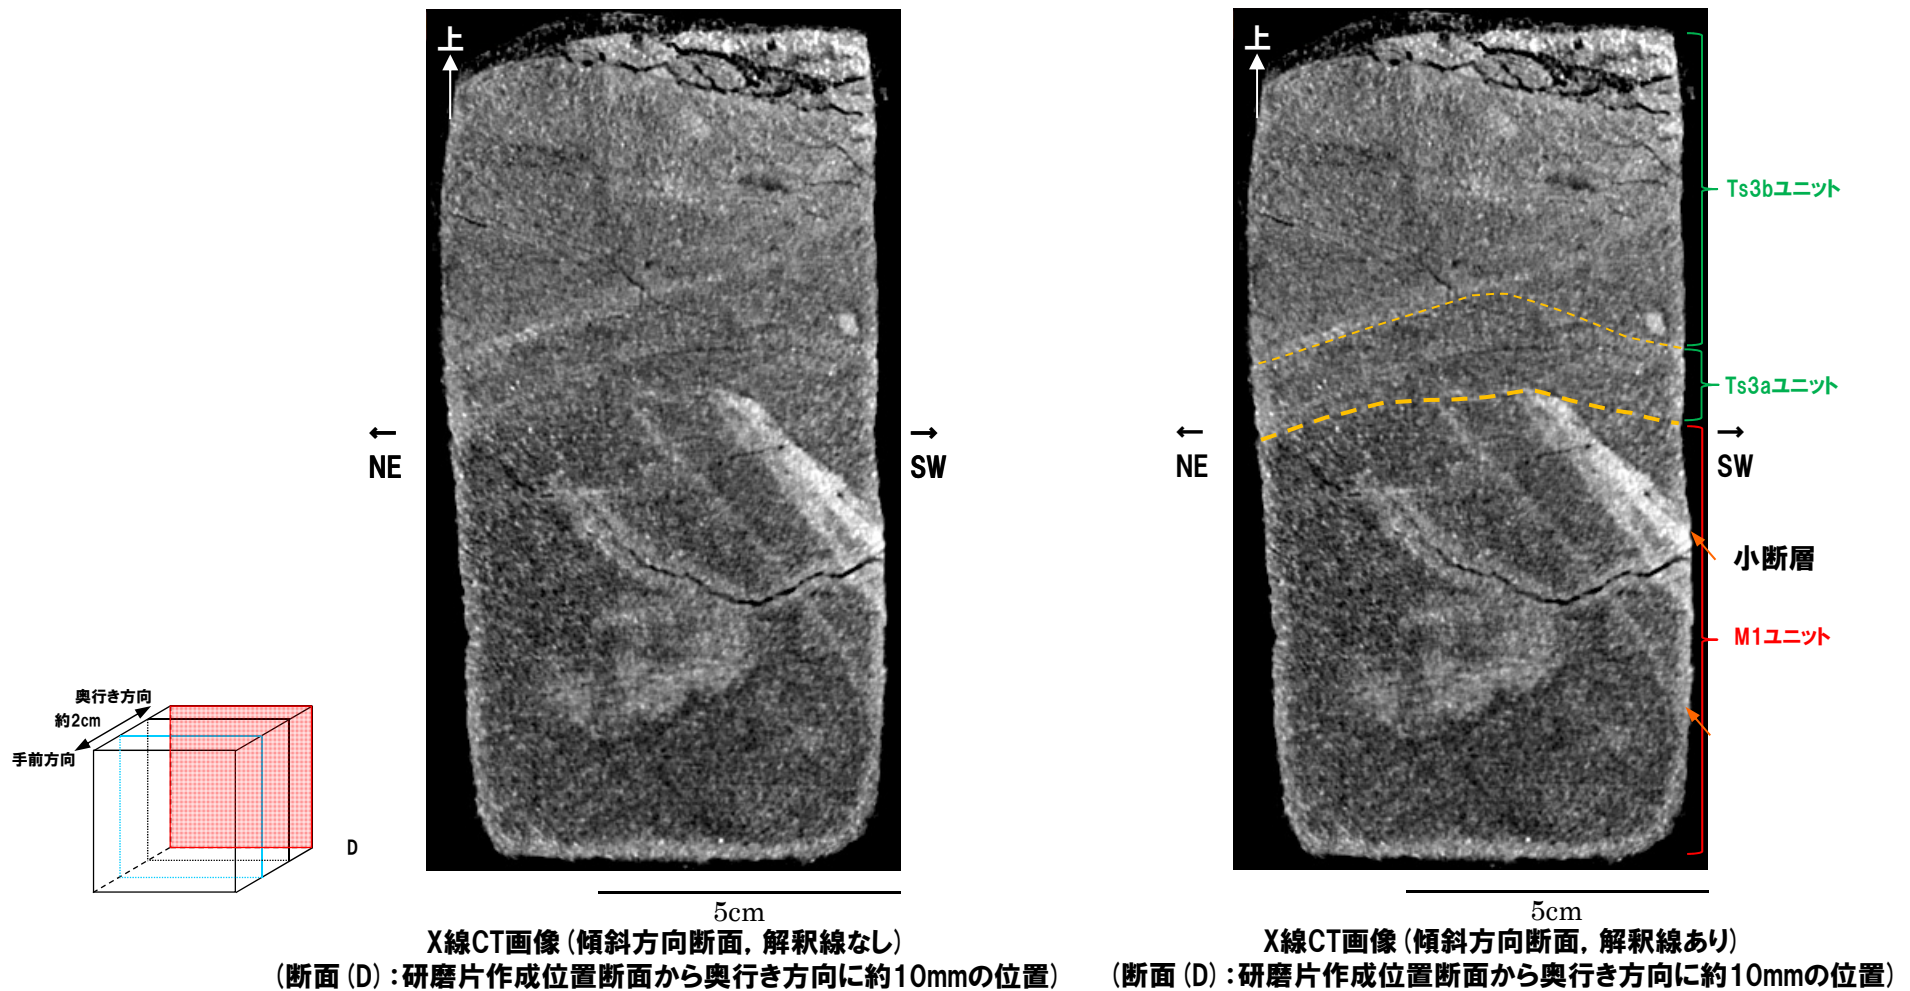 上
←
NE
→
SW
奥行き方向
約2cm
手前方向
D
5cm
X線CT画像(傾斜方向断面,解釈線なし)
(断面(D):研磨片作成位置断面から奥行き方向に約10mmの位置)
上
←
NE
→
SW
Ts3bユニット
Ts3aユニット
小断層
M1ユニット
5cm
X線CT画像(傾斜方向断面,解釈線あり)
(断面(D):研磨片作成位置断面から奥行き方向に約10mmの位置)